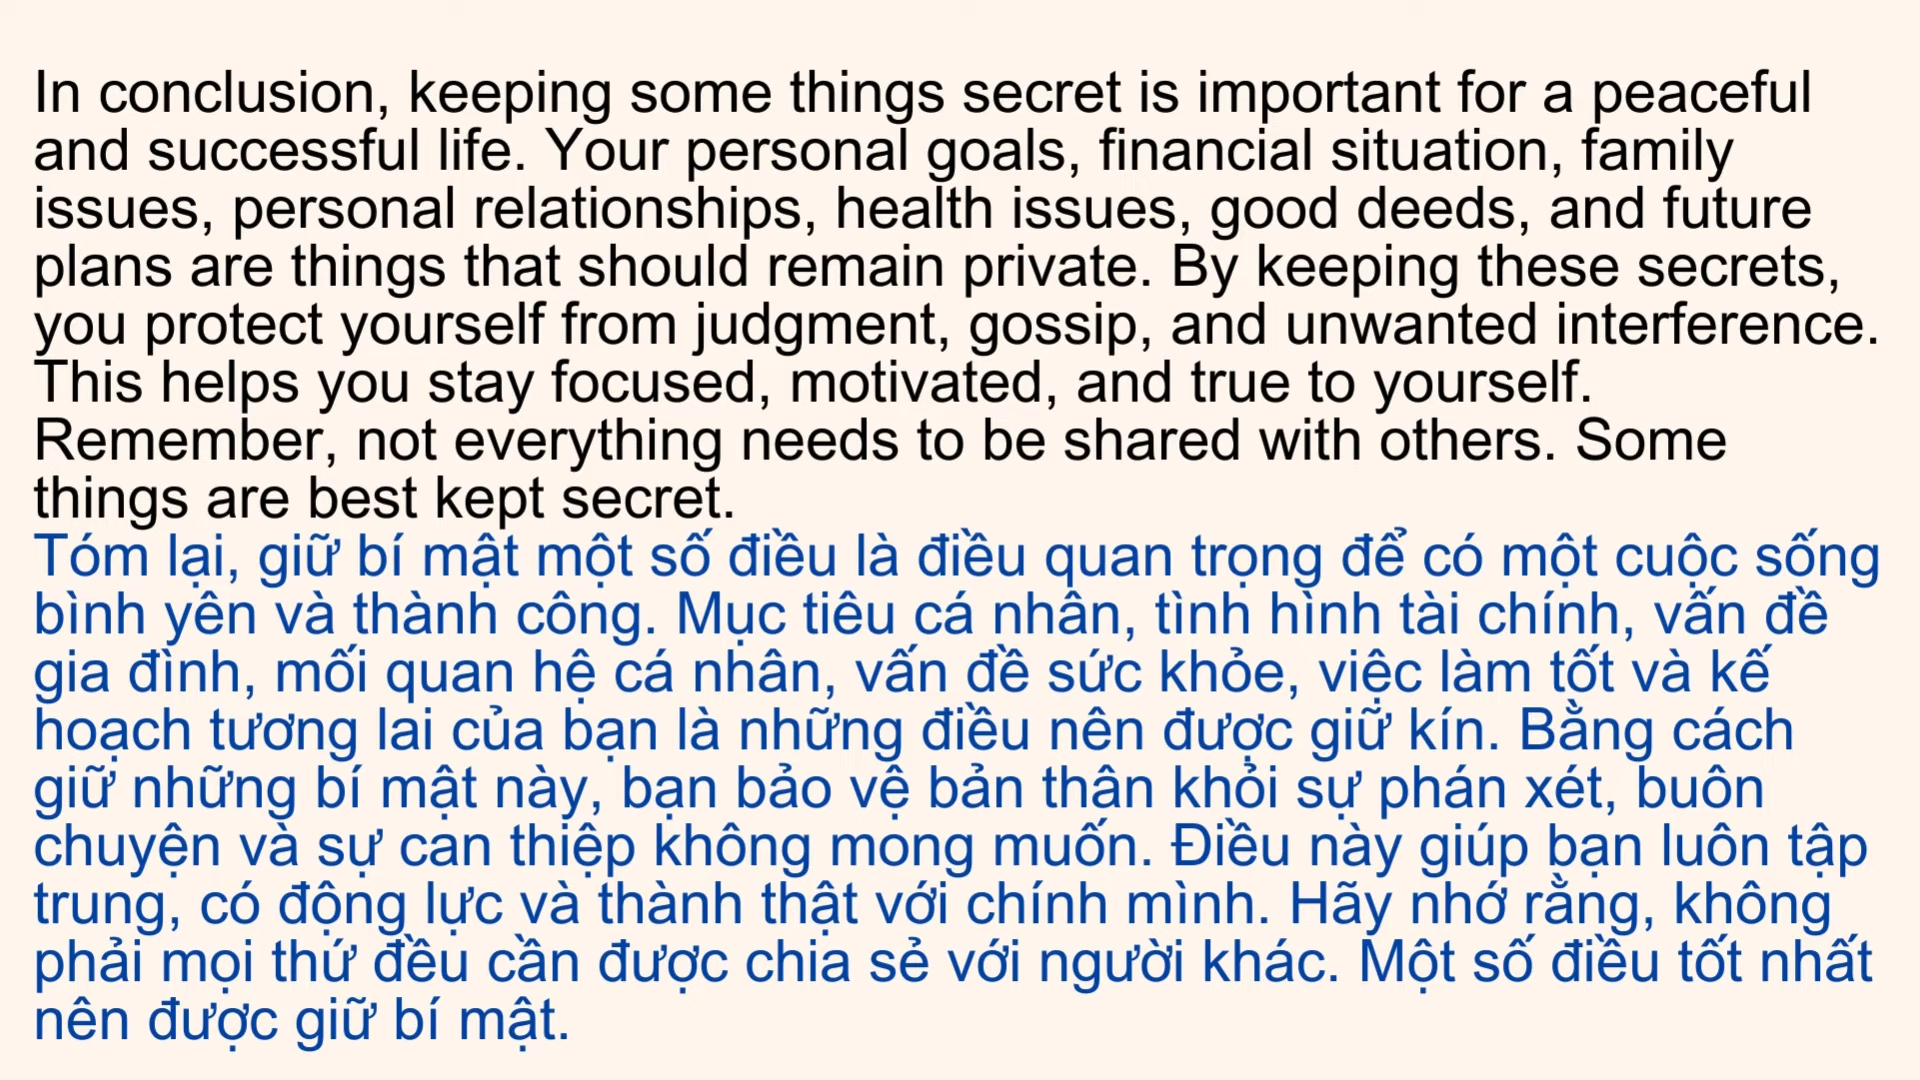 In conclusion, keeping some things secret is important for a peaceful
and successful life. Your personal goals, financial situation, family
issues, personal relationships, health issues, good deeds, and future
plans are things that should remain private. By keeping these secrets,
you protect yourself from judgment, gossip, and unwanted interference.
This helps you stay focused, motivated, and true to yourself.
Remember, not everything needs to be shared with others. Some
things are best kept secret.
Tóm lại, giữ bí mật một số điều là điều quan trọng để có một cuộc sống
bình yên và thành công. Mục tiêu cá nhân, tình hình tài chính, vấn đề
gia đình, mối quan hệ cá nhân, vấn đề sức khỏe, việc làm tốt và kế
hoạch tương lai của bạn là những điều nên được giữ kín. Bằng cách
giữ những bí mật này, bạn bảo vệ bản thân khỏi sự phán xét, buôn
chuyện và sự can thiệp không mong muốn. Điều này giúp bạn luôn tập
trung, có động lực và thành thật với chính mình. Hãy nhớ rằng, không
phải mọi thứ đều cần được chia sẻ với người khác. Một số điều tốt nhất
nên được giữ bí mật.